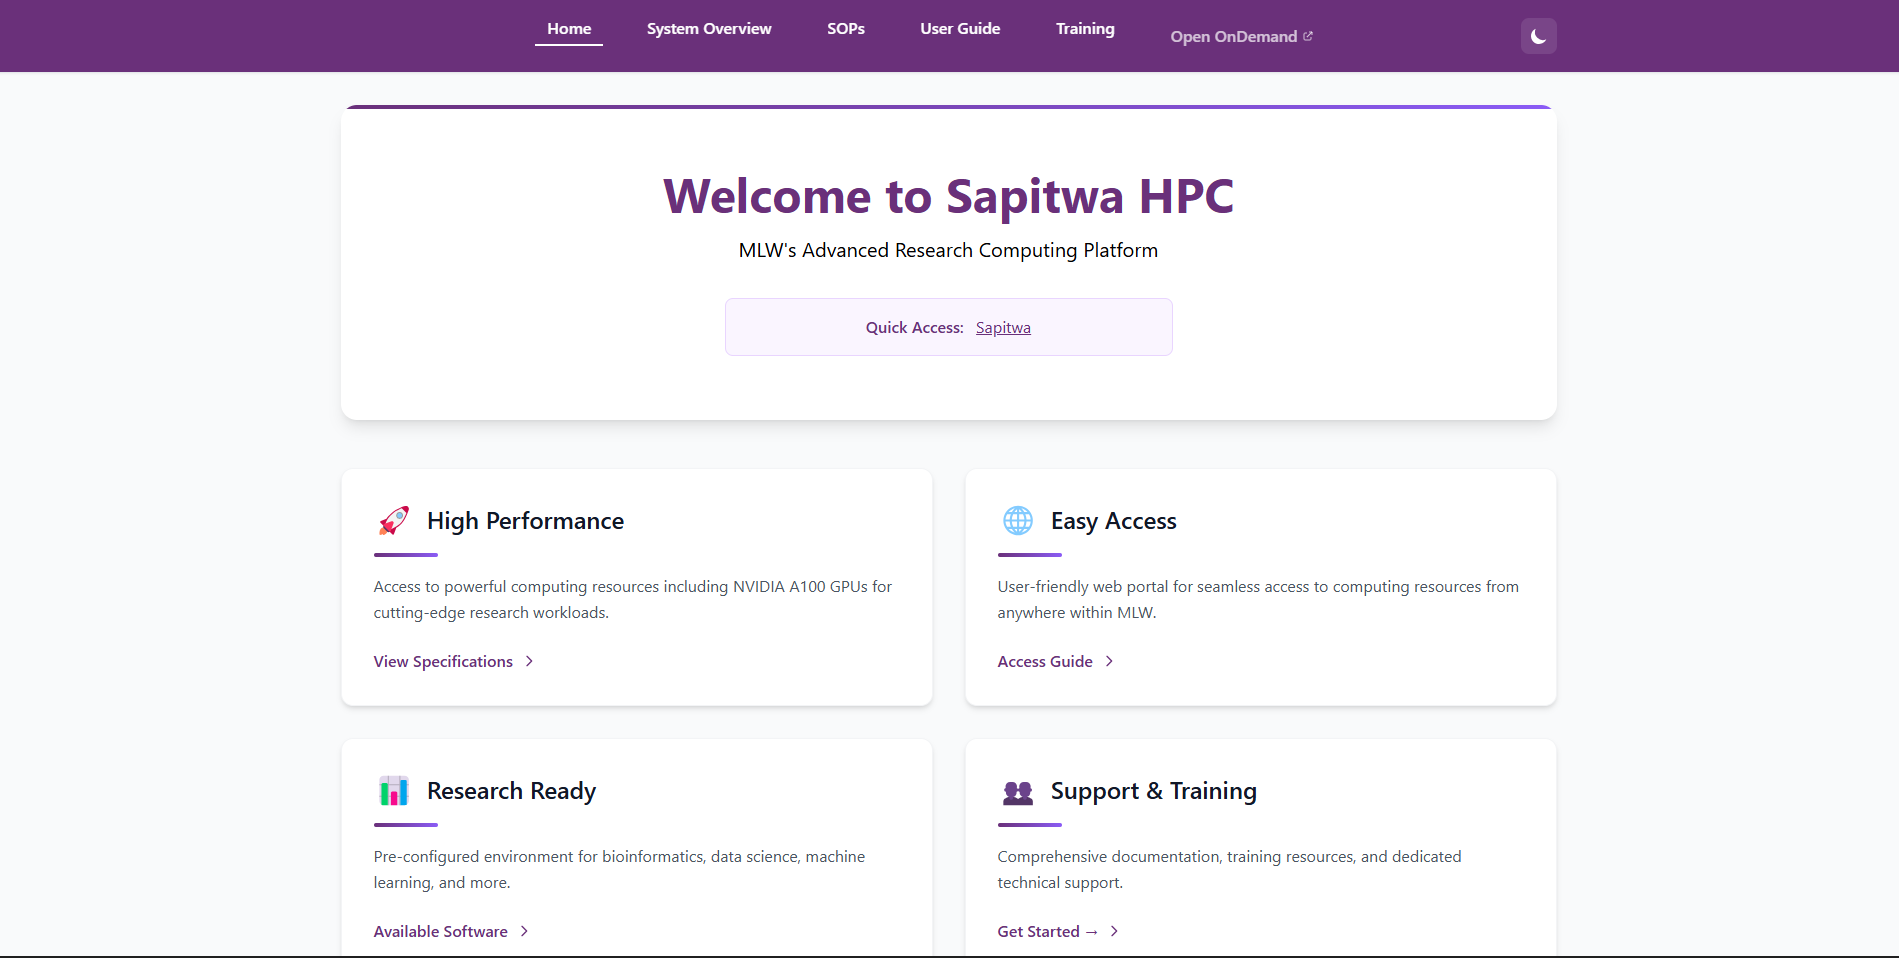 Home System Overview SOPs User Guide Training Open OnDemand
Welcome to Sapitwa HPC
MLW's Advanced Research Computing Platform
Quick Access: Sapitwa
High Performance
Access to powerful computing resources including NVIDIA A100 GPUs for
cutting-edge research workloads.
View Specifications
Easy Access
User-friendly web portal for seamless access to computing resources from
anywhere within MLW.
Access Guide
Research Ready
Pre-configured environment for bioinformatics, data science, machine
learning, and more.
Available Software
Support & Training
Comprehensive documentation, training resources, and dedicated
technical support.
Get Started →